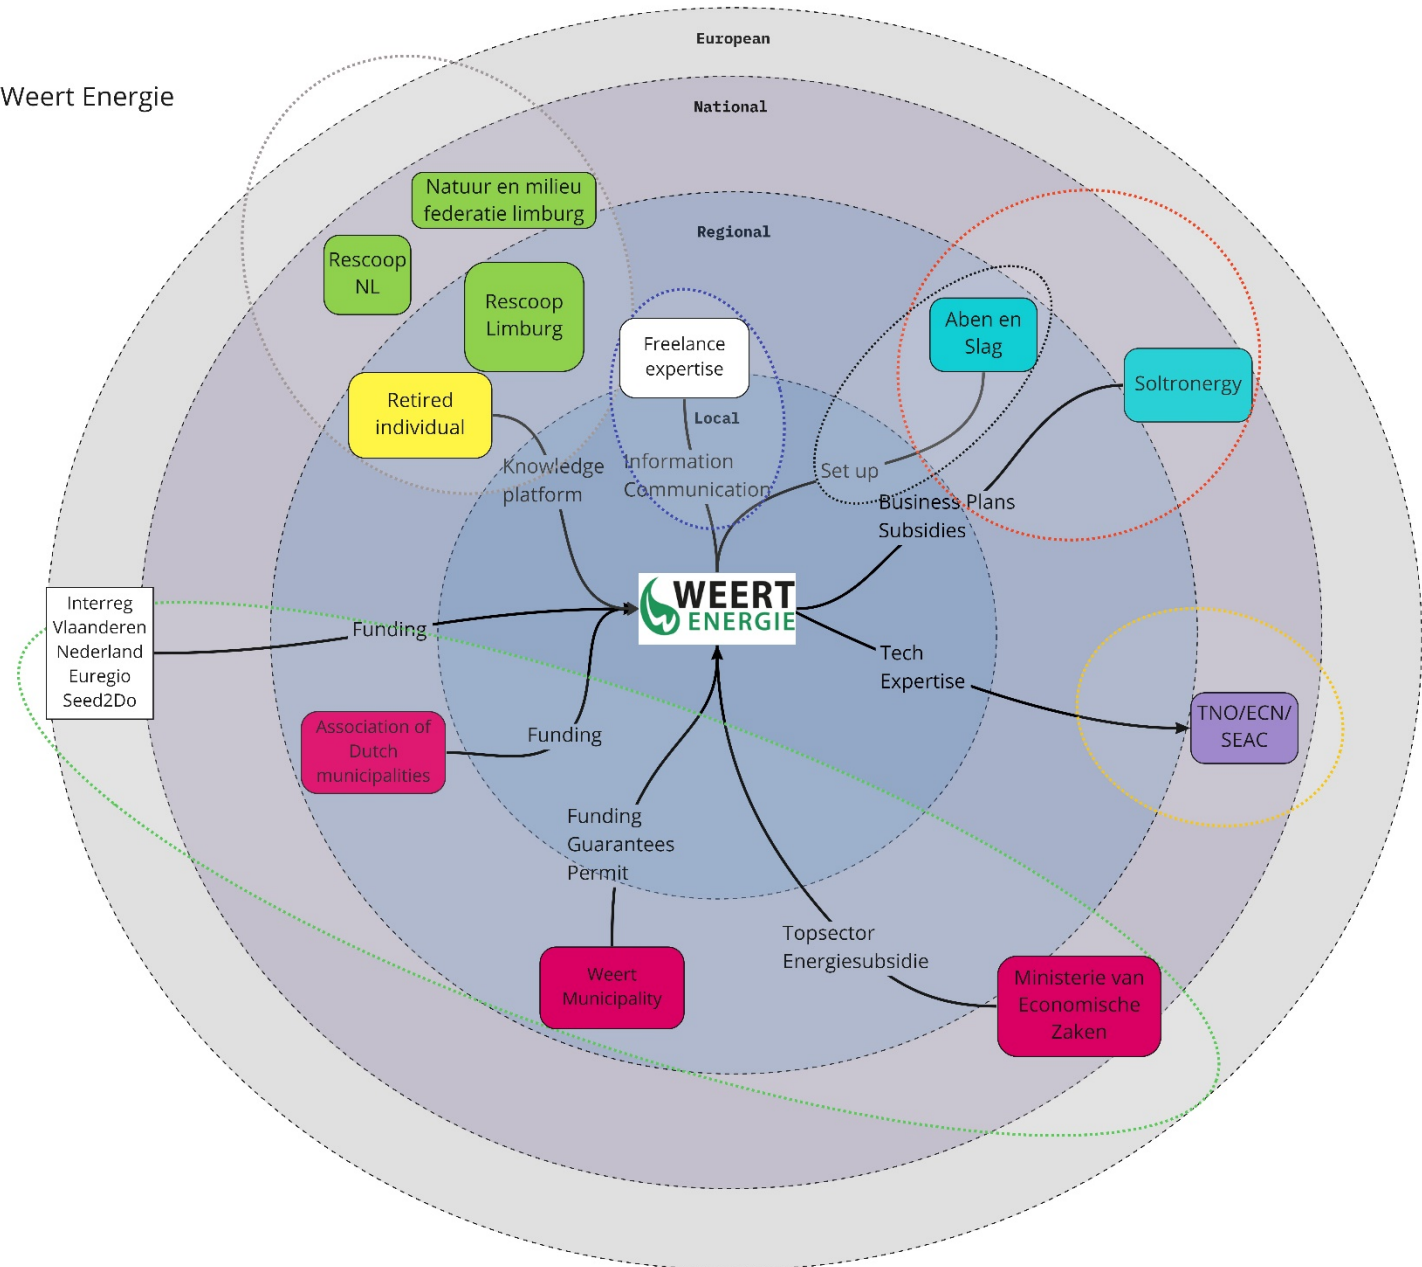 European
Weert Energie
National
Natuur en milieu
federatie limburg
Regional
Rescoop
NL
Rescoop
Limburg
Freelance
expertise
Aben en
Slag
Soltronergy
Retired
individual
Local
Knowledge
platform
Information
Communication
Set up
Business Plans
Subsidies
WEERT
ENERGIE
Interreg
Vlaanderen
Nederland
Euregio
Seed2Do
Funding
Tech
Expertise
TNO/ECN/
SEAC
Association of
Dutch
municipalities
Funding
Funding
Guarantees
Permit
Topsector
Energiesubsidie
Weert
Municipality
Ministerie van
Economische
Zaken